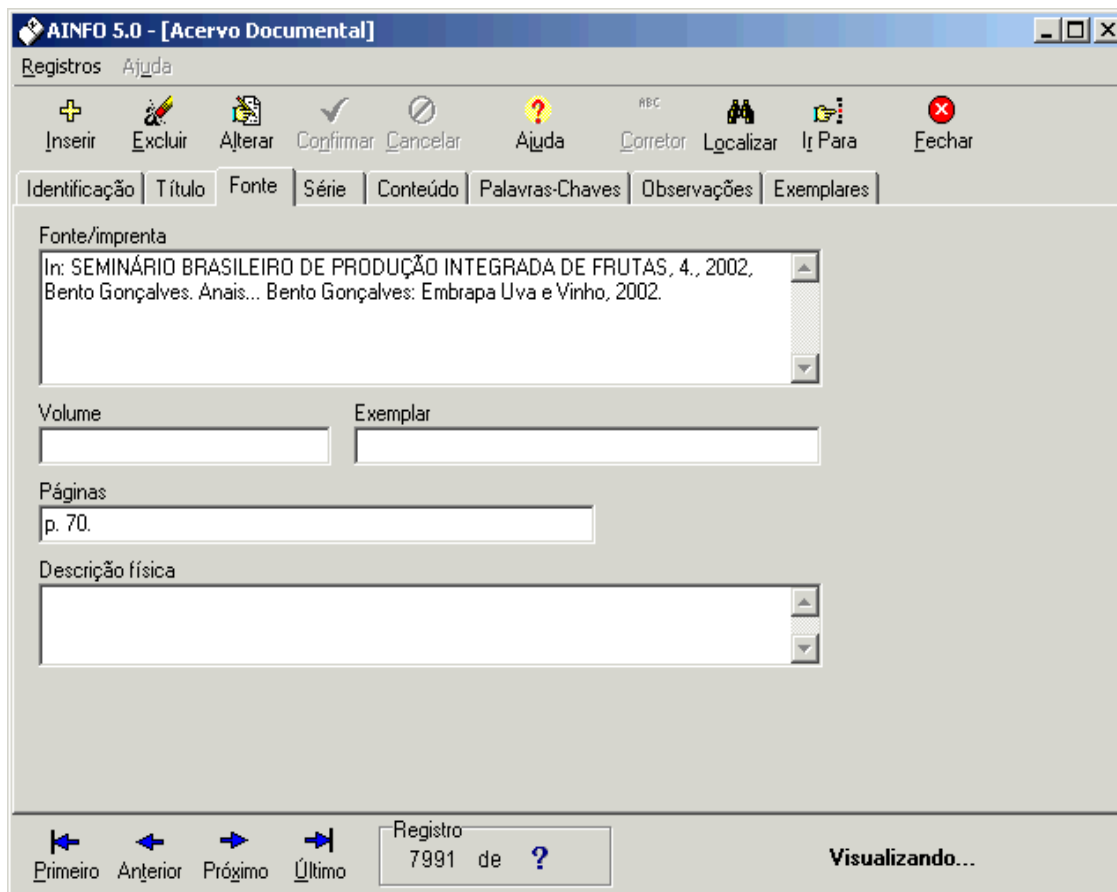 AINFO 5.0 - [Acervo Documental]
Registros Ajuda
Inserir Excluir Alterar Confirmar Cancelar Ajuda ABC Corretor Localizar Ir Para Fechar
Identificação Título Fonte Série Conteúdo Palavras-Chaves Observações Exemplares
Fonte/imprenta
In: SEMINÁRIO BRASILEIRO DE PRODUÇÃO INTEGRADA DE FRUTAS, 4., 2002,
Bento Gonçalves. Anais... Bento Gonçalves: Embrapa Uva e Vinho, 2002.
Volume Exemplar
Páginas
p. 70.
Descrição física
Registro
7991 de ?
Primeiro Anterior Próximo Último
Visualizando...